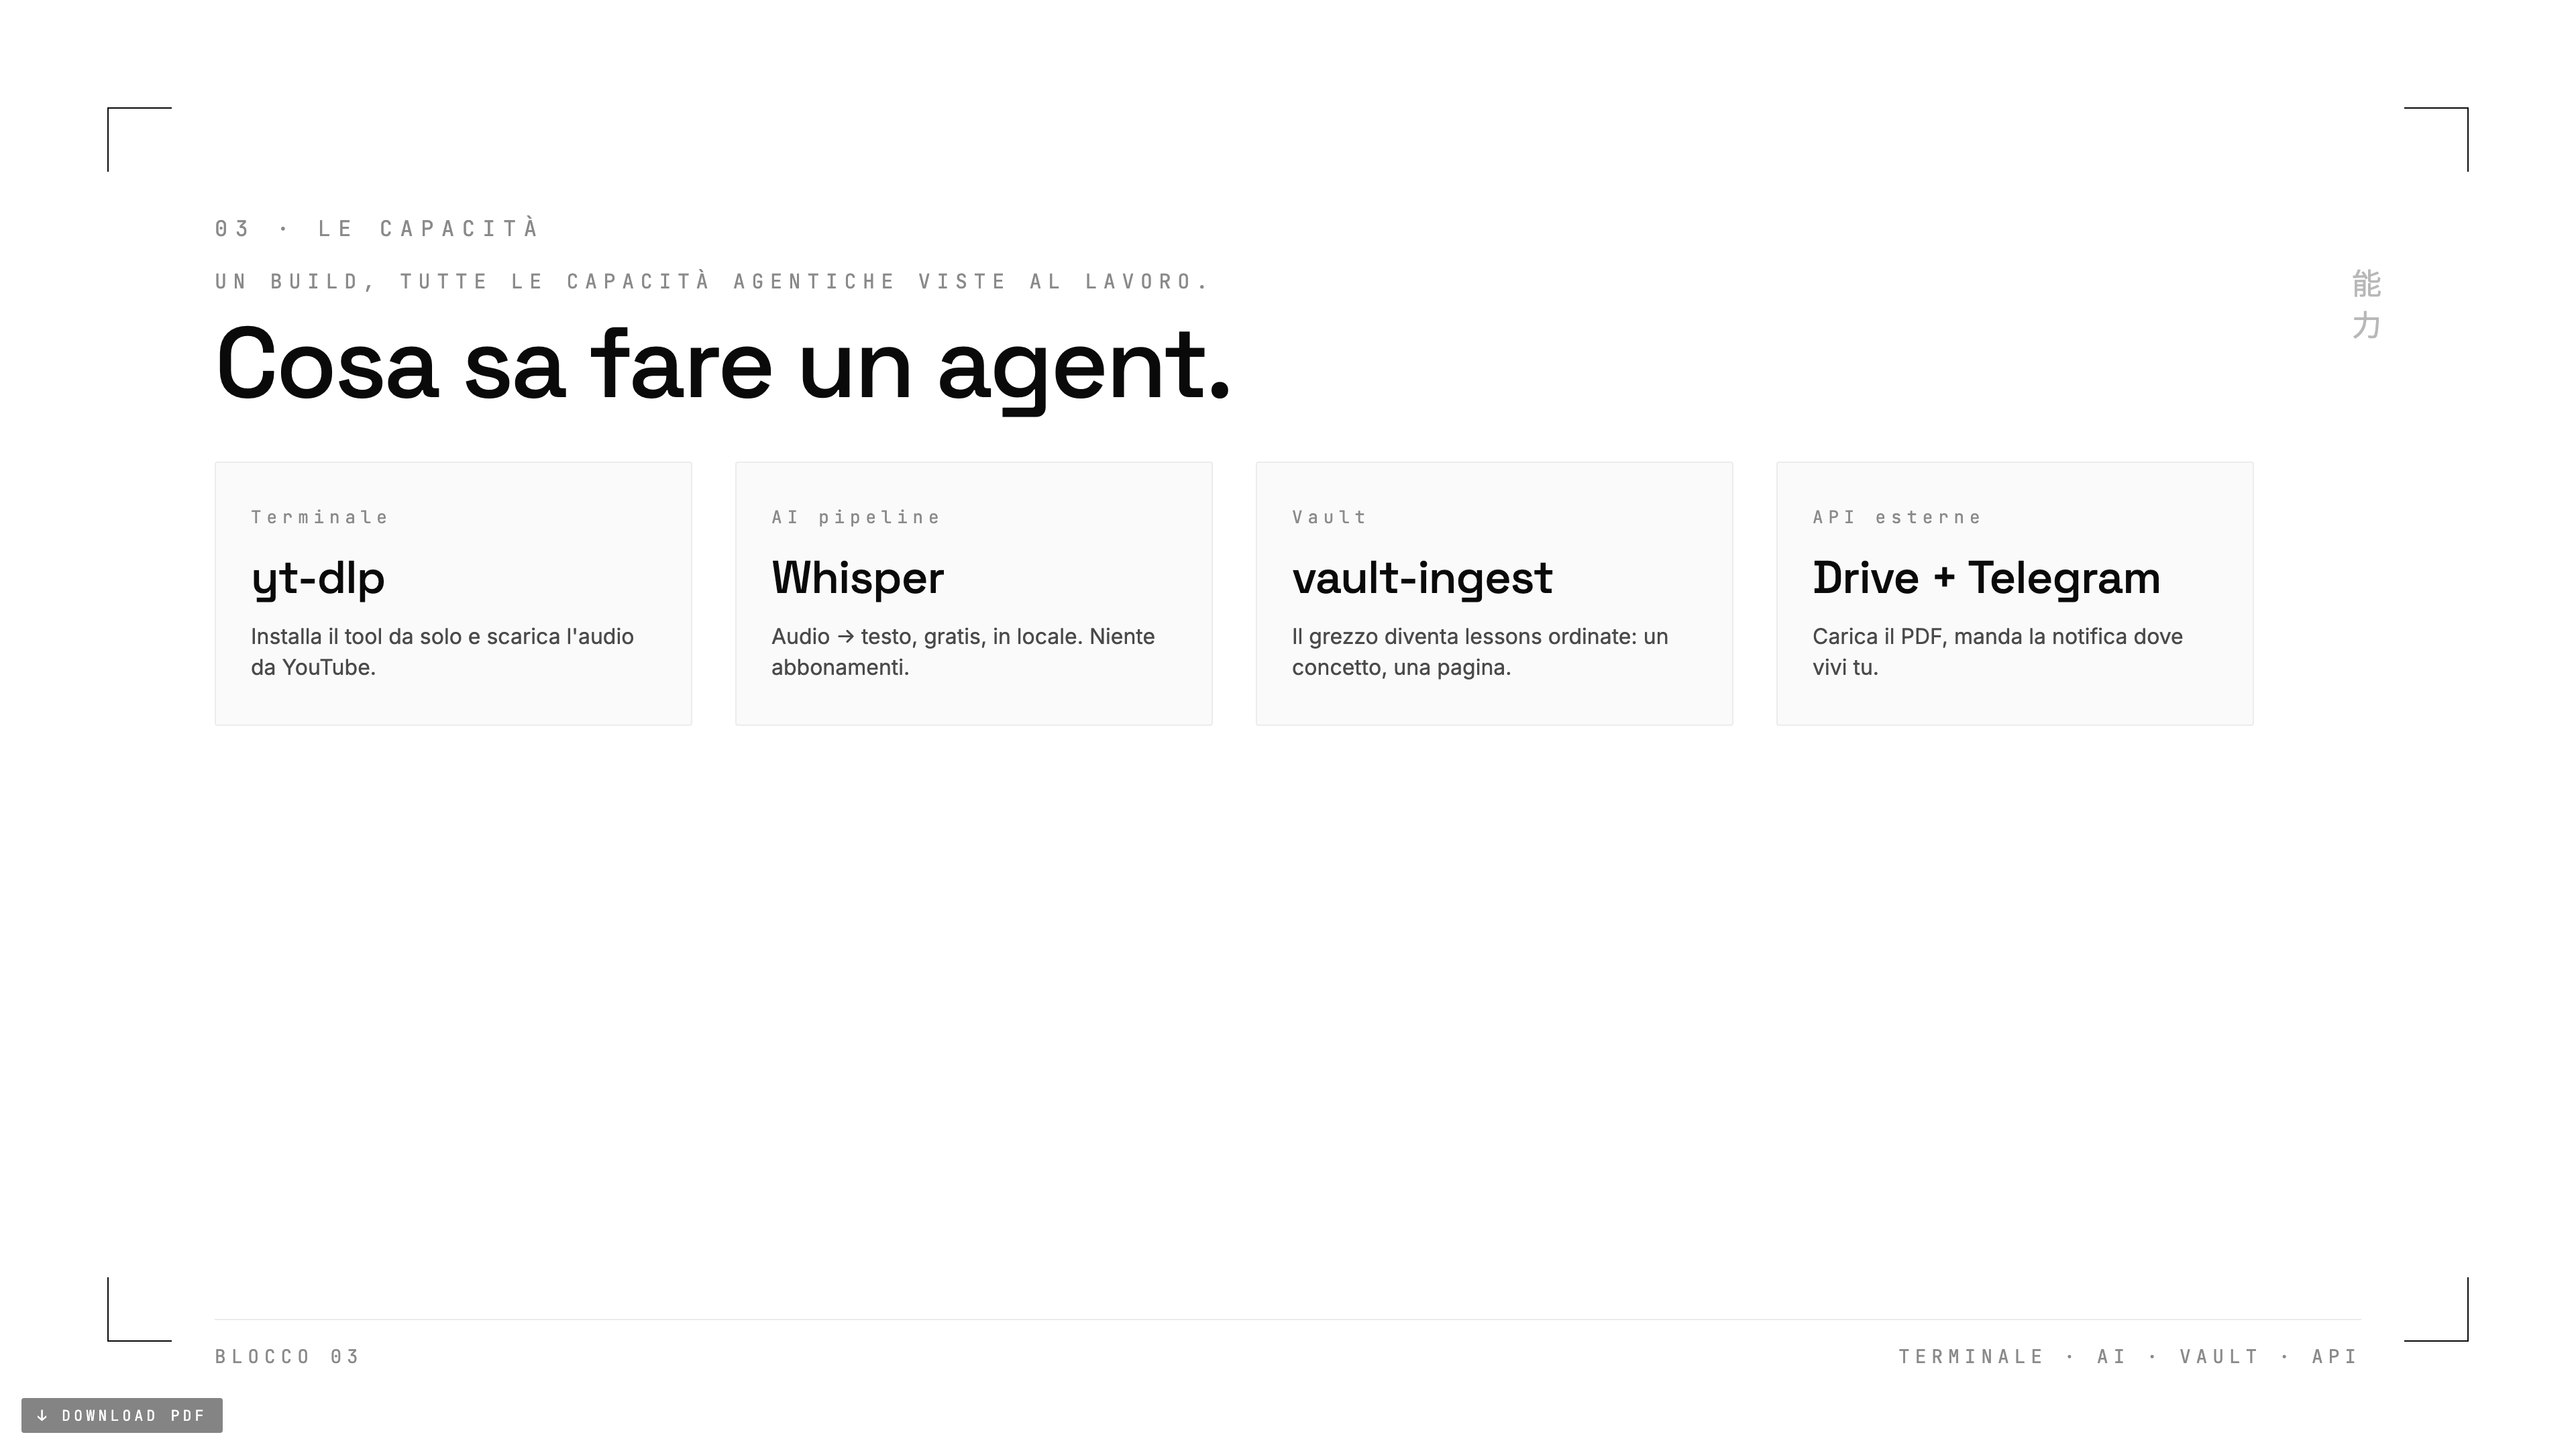 03 · LE CAPACITÀ
UN BUILD, TUTTE LE CAPACITÀ AGENTICHE VISTE AL LAVORO.
能力
Cosa sa fare un agent.
Terminale
yt-dlp
Installa il tool da solo e scarica l'audio
da YouTube.
AI pipeline
Whisper
Audio → testo, gratis, in locale. Niente
abbonamenti.
Vault
vault-ingest
Il grezzo diventa lessons ordinate: un
concetto, una pagina.
API esterne
Drive + Telegram
Carica il PDF, manda la notifica dove
vivi tu.
BLOCCO 03
TERMINALE · AI · VAULT · API
↓ DOWNLOAD PDF